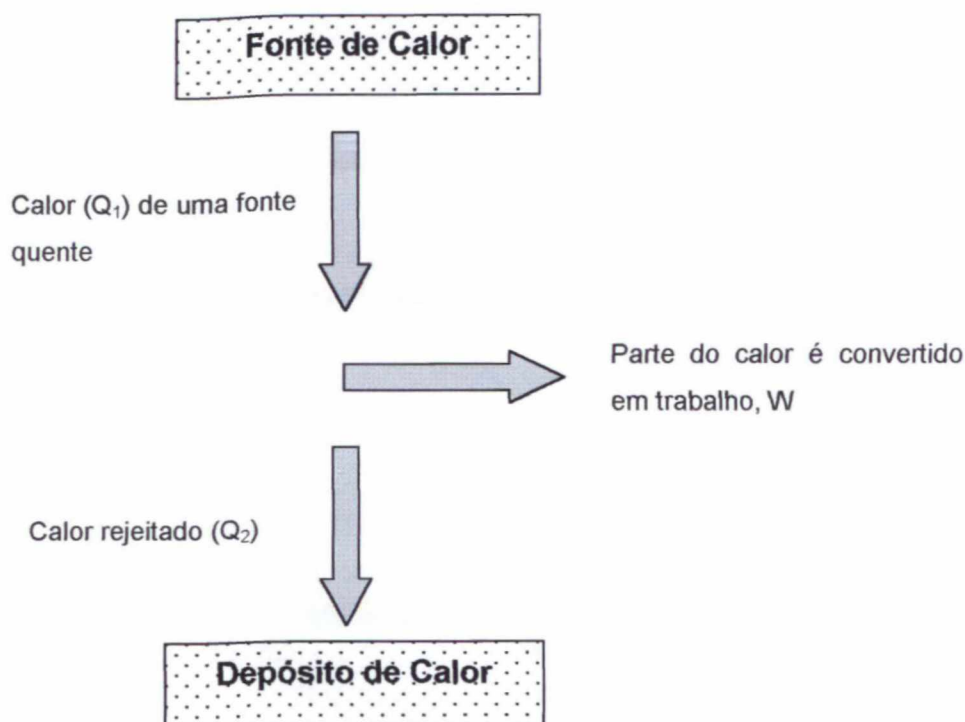 Fonte de Calor
Calor (Q₁) de uma fonte
quente
Parte do calor é convertido
em trabalho, W
Calor rejeitado (Q₂)
Depósito de Calor